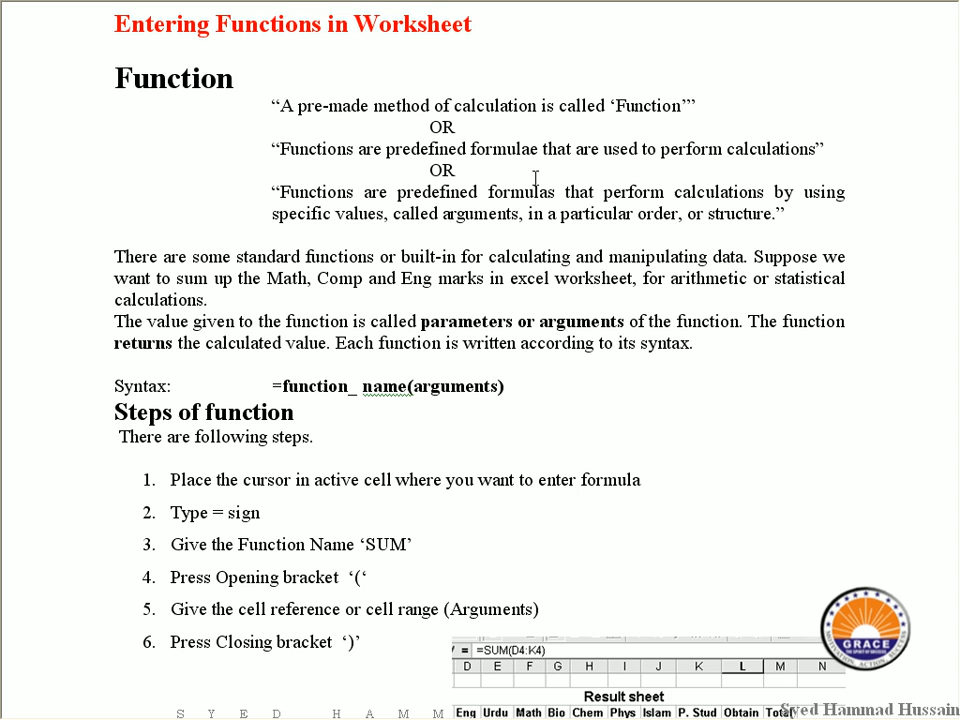 Entering Functions in Worksheet
Function
“A pre-made method of calculation is called ‘Function’”
OR
“Functions are predefined formulae that are used to perform calculations”
OR
“Functions are predefined formulas that perform calculations by using
specific values, called arguments, in a particular order, or structure.”
There are some standard functions or built-in for calculating and manipulating data. Suppose we
want to sum up the Math, Comp and Eng marks in excel worksheet, for arithmetic or statistical
calculations.
The value given to the function is called parameters or arguments of the function. The function
returns the calculated value. Each function is written according to its syntax.
Syntax: =function_ name(arguments)
Steps of function
There are following steps.
1. Place the cursor in active cell where you want to enter formula
2. Type = sign
3. Give the Function Name ‘SUM’
4. Press Opening bracket ‘(‘
5. Give the cell reference or cell range (Arguments)
6. Press Closing bracket ‘)’
GRACE
= =SUM(D4:K4)
D E F G H I J K L M N
Result sheet
Eng Urdu Math Bio Chem Phys Islam P. Stud Obtain Total
Syed Hammad Hussain
S Y E D H A M M